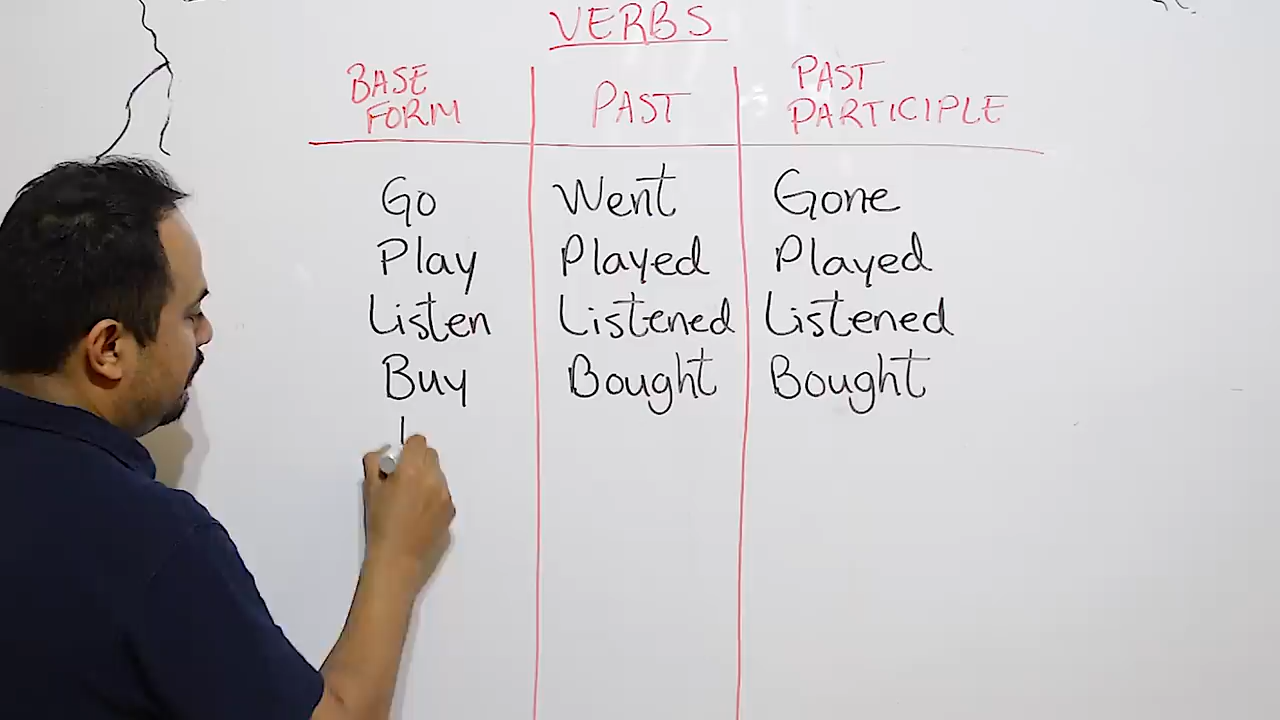 VERBS
BASE FORM PAST PAST PARTICIPLE
Go Went Gone
Play Played Played
Listen Listened Listened
Buy Bought Bought